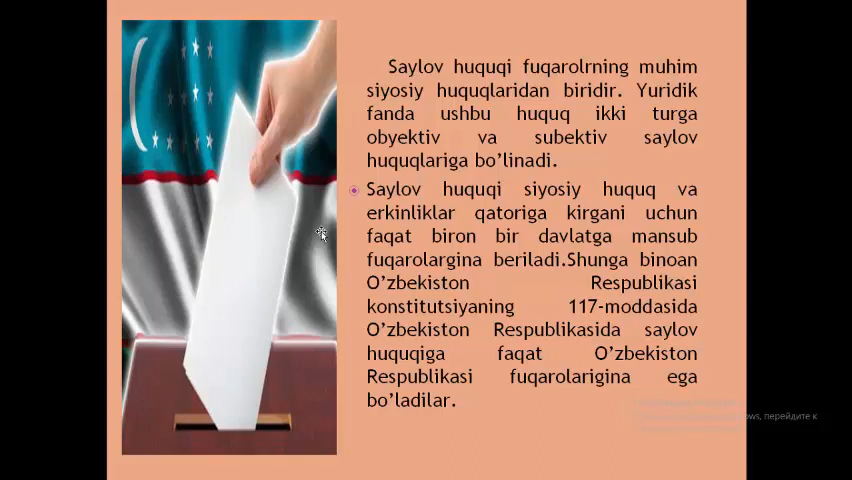 Saylov huquqi fuqarolrning muhim
siyosiy huquqlaridan biridir. Yuridik
fanda ushbu huquq ikki turga
obyektiv va subektiv saylov
huquqlariga bo’linadi.
Saylov huquqi siyosiy huquq va
erkinliklar qatoriga kirgani uchun
faqat biron bir davlatga mansub
fuqarolargina beriladi.Shunga binoan
O’zbekiston Respublikasi
konstitutsiyaning 117-moddasida
O’zbekiston Respublikasida saylov
huquqiga faqat O’zbekiston
Respublikasi fuqarolarigina ega
bo’ladilar.
ows, перейдите к